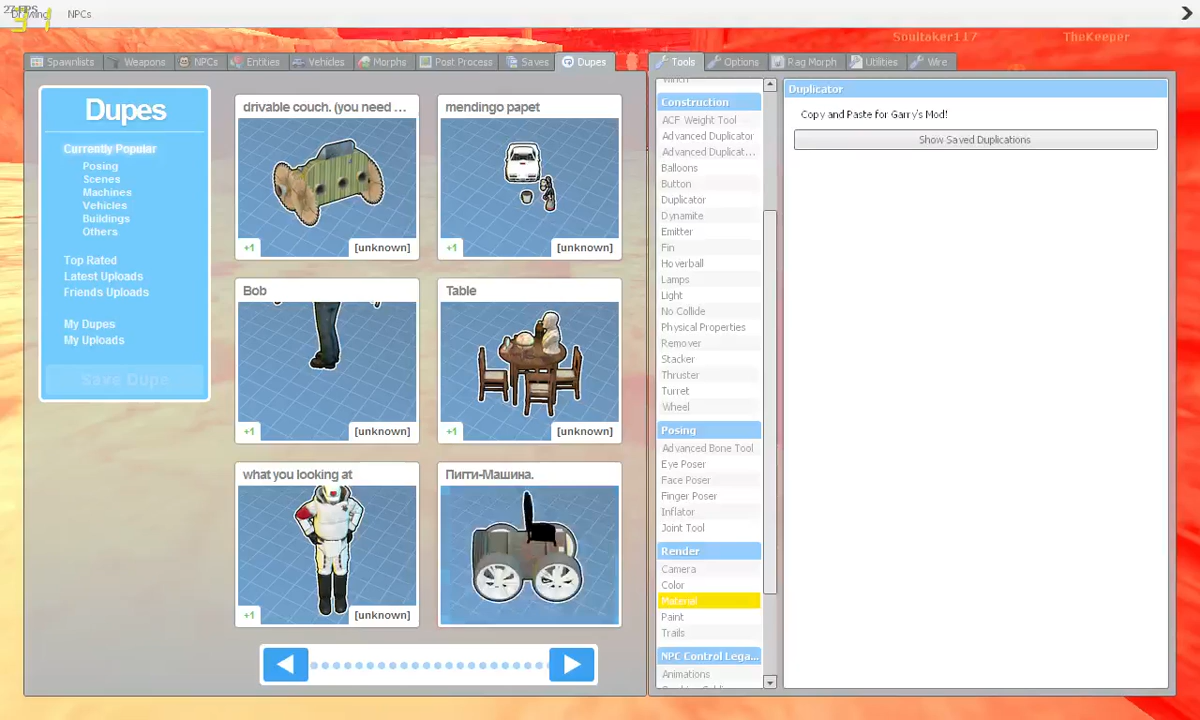 Drawing NPCs
31
Soultaker117 TheKeeper
Spawnlists Weapons NPCs Entities Vehicles Morphs Post Process Saves Dupes
Tools Options Rag Morph Utilities Wire
Dupes
Currently Popular
Posing
Scenes
Machines
Vehicles
Buildings
Others
Top Rated
Latest Uploads
Friends Uploads
My Dupes
My Uploads
Save Dupe
drivable couch. (you need ...
+1 [unknown]
mendingo papet
+1 [unknown]
Bob
+1 [unknown]
Table
+1 [unknown]
what you looking at
+1 [unknown]
Пигги-Машина.
Winch
Construction
ACF Weight Tool
Advanced Duplicator
Advanced Duplicat...
Balloons
Button
Duplicator
Dynamite
Emitter
Fin
Hoverball
Lamps
Light
No Collide
Physical Properties
Remover
Stacker
Thruster
Turret
Wheel
Posing
Advanced Bone Tool
Eye Poser
Face Poser
Finger Poser
Inflator
Joint Tool
Render
Camera
Color
Material
Paint
Trails
NPC Control Lega...
Animations
Duplicator
Copy and Paste for Garry's Mod!
Show Saved Duplications